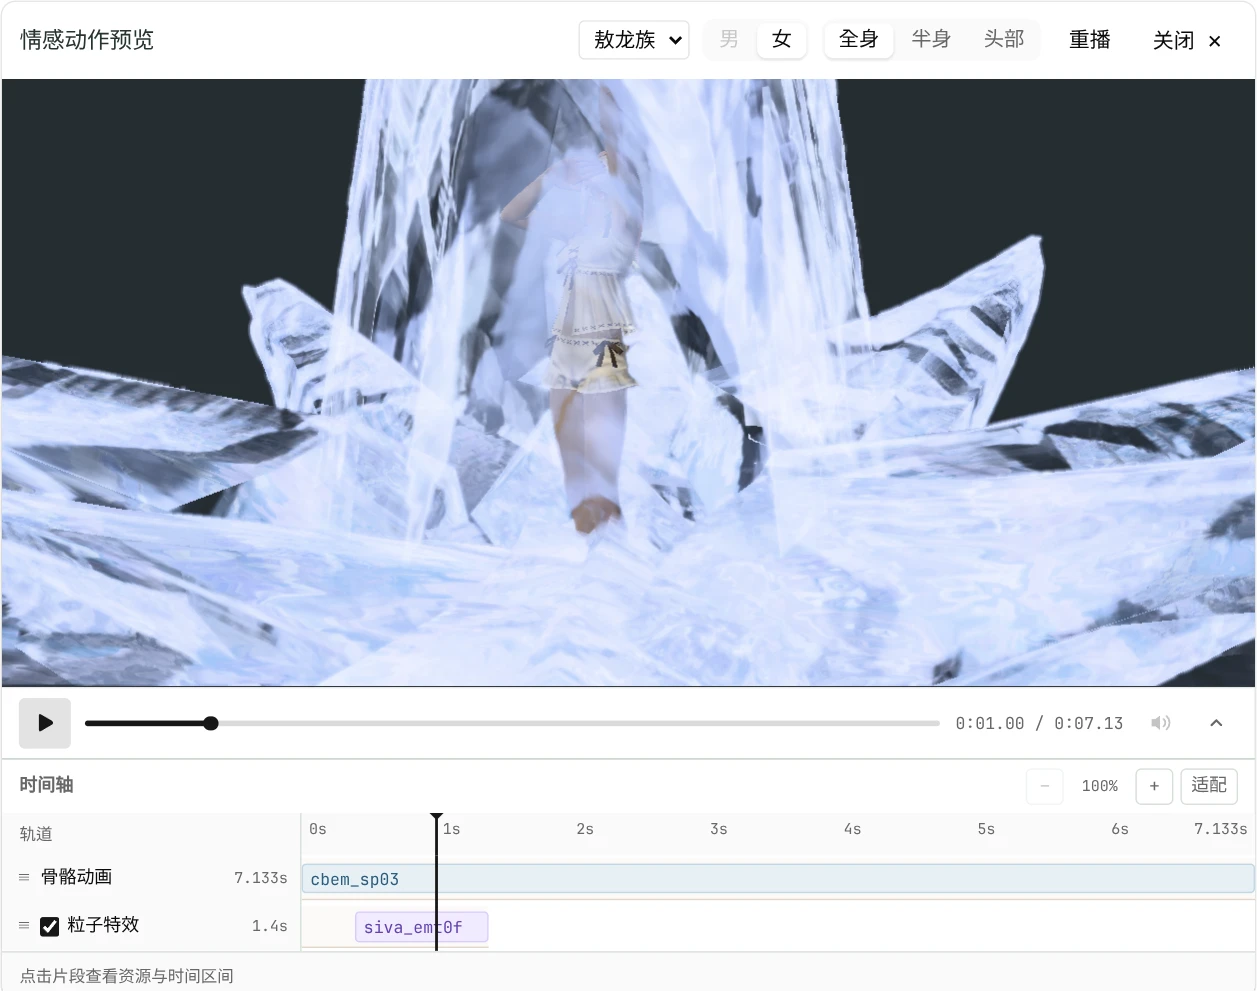 情感动作预览 敖龙族 男 女 全身 半身 头部 重播 关闭 ×
0:01.00 / 0:07.13
时间轴 − 100% + 适配
轨道 0s 1s 2s 3s 4s 5s 6s 7.133s
骨骼动画 7.133s cbem_sp03
粒子特效 1.4s siva_emt0f
点击片段查看资源与时间区间